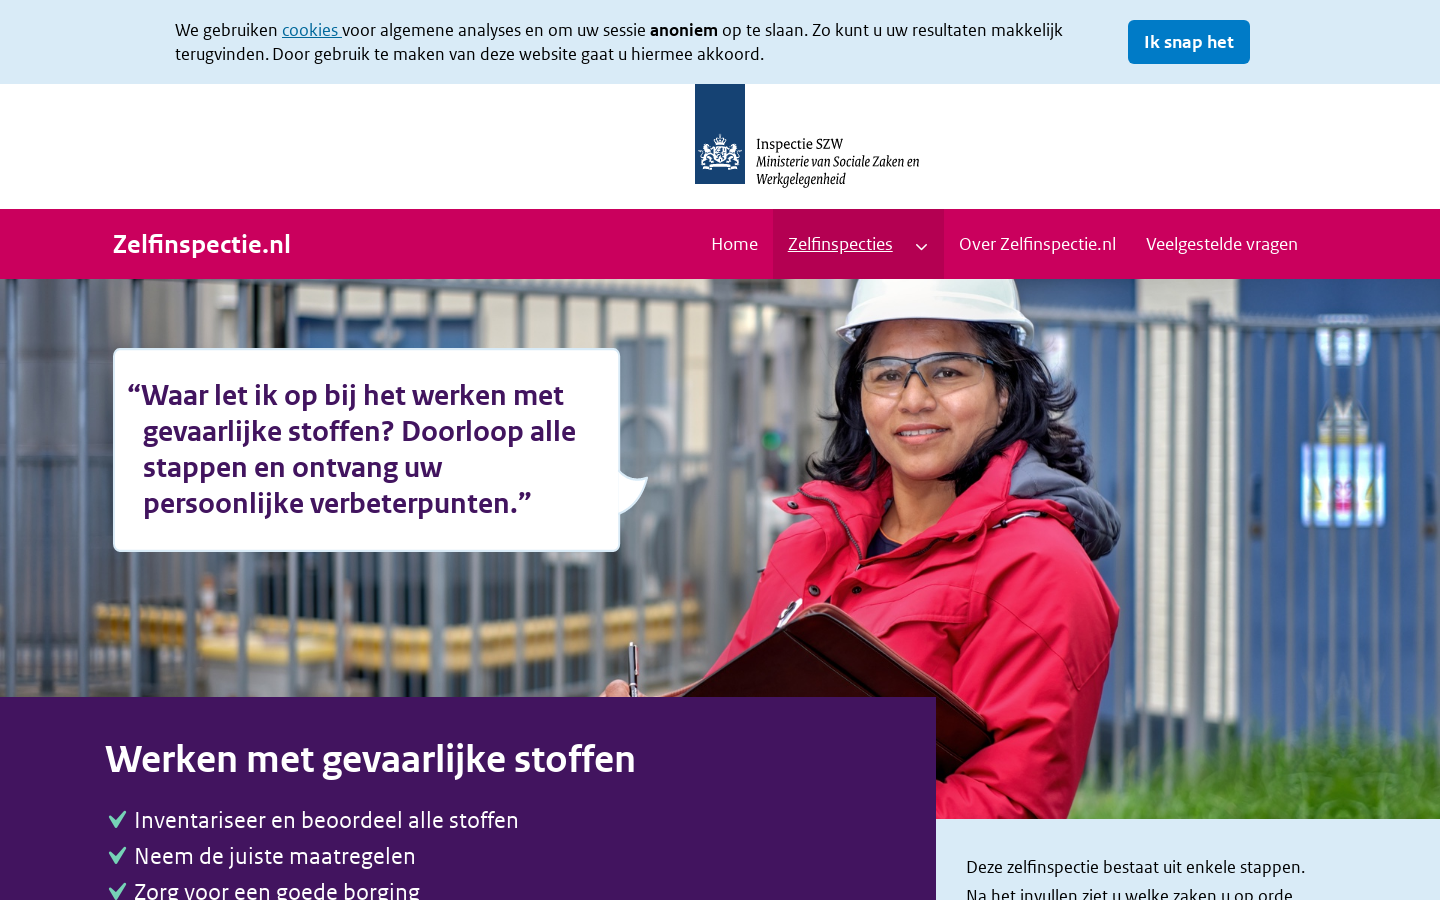 We gebruiken cookies voor algemene analyses en om uw sessie anoniem op te slaan. Zo kunt u uw resultaten makkelijk
terugvinden. Door gebruik te maken van deze website gaat u hiermee akkoord.
Ik snap het
Inspectie SZW
Ministerie van Sociale Zaken en
Werkgelegenheid
Zelfinspectie.nl
Home
Zelfinspecties
Over Zelfinspectie.nl
Veelgestelde vragen
“Waar let ik op bij het werken met
gevaarlijke stoffen? Doorloop alle
stappen en ontvang uw
persoonlijke verbeterpunten.”
Werken met gevaarlijke stoffen
Inventariseer en beoordeel alle stoffen
Neem de juiste maatregelen
Zorg voor een goede borging
Deze zelfinspectie bestaat uit enkele stappen.
Na het invullen ziet u welke zaken u op orde